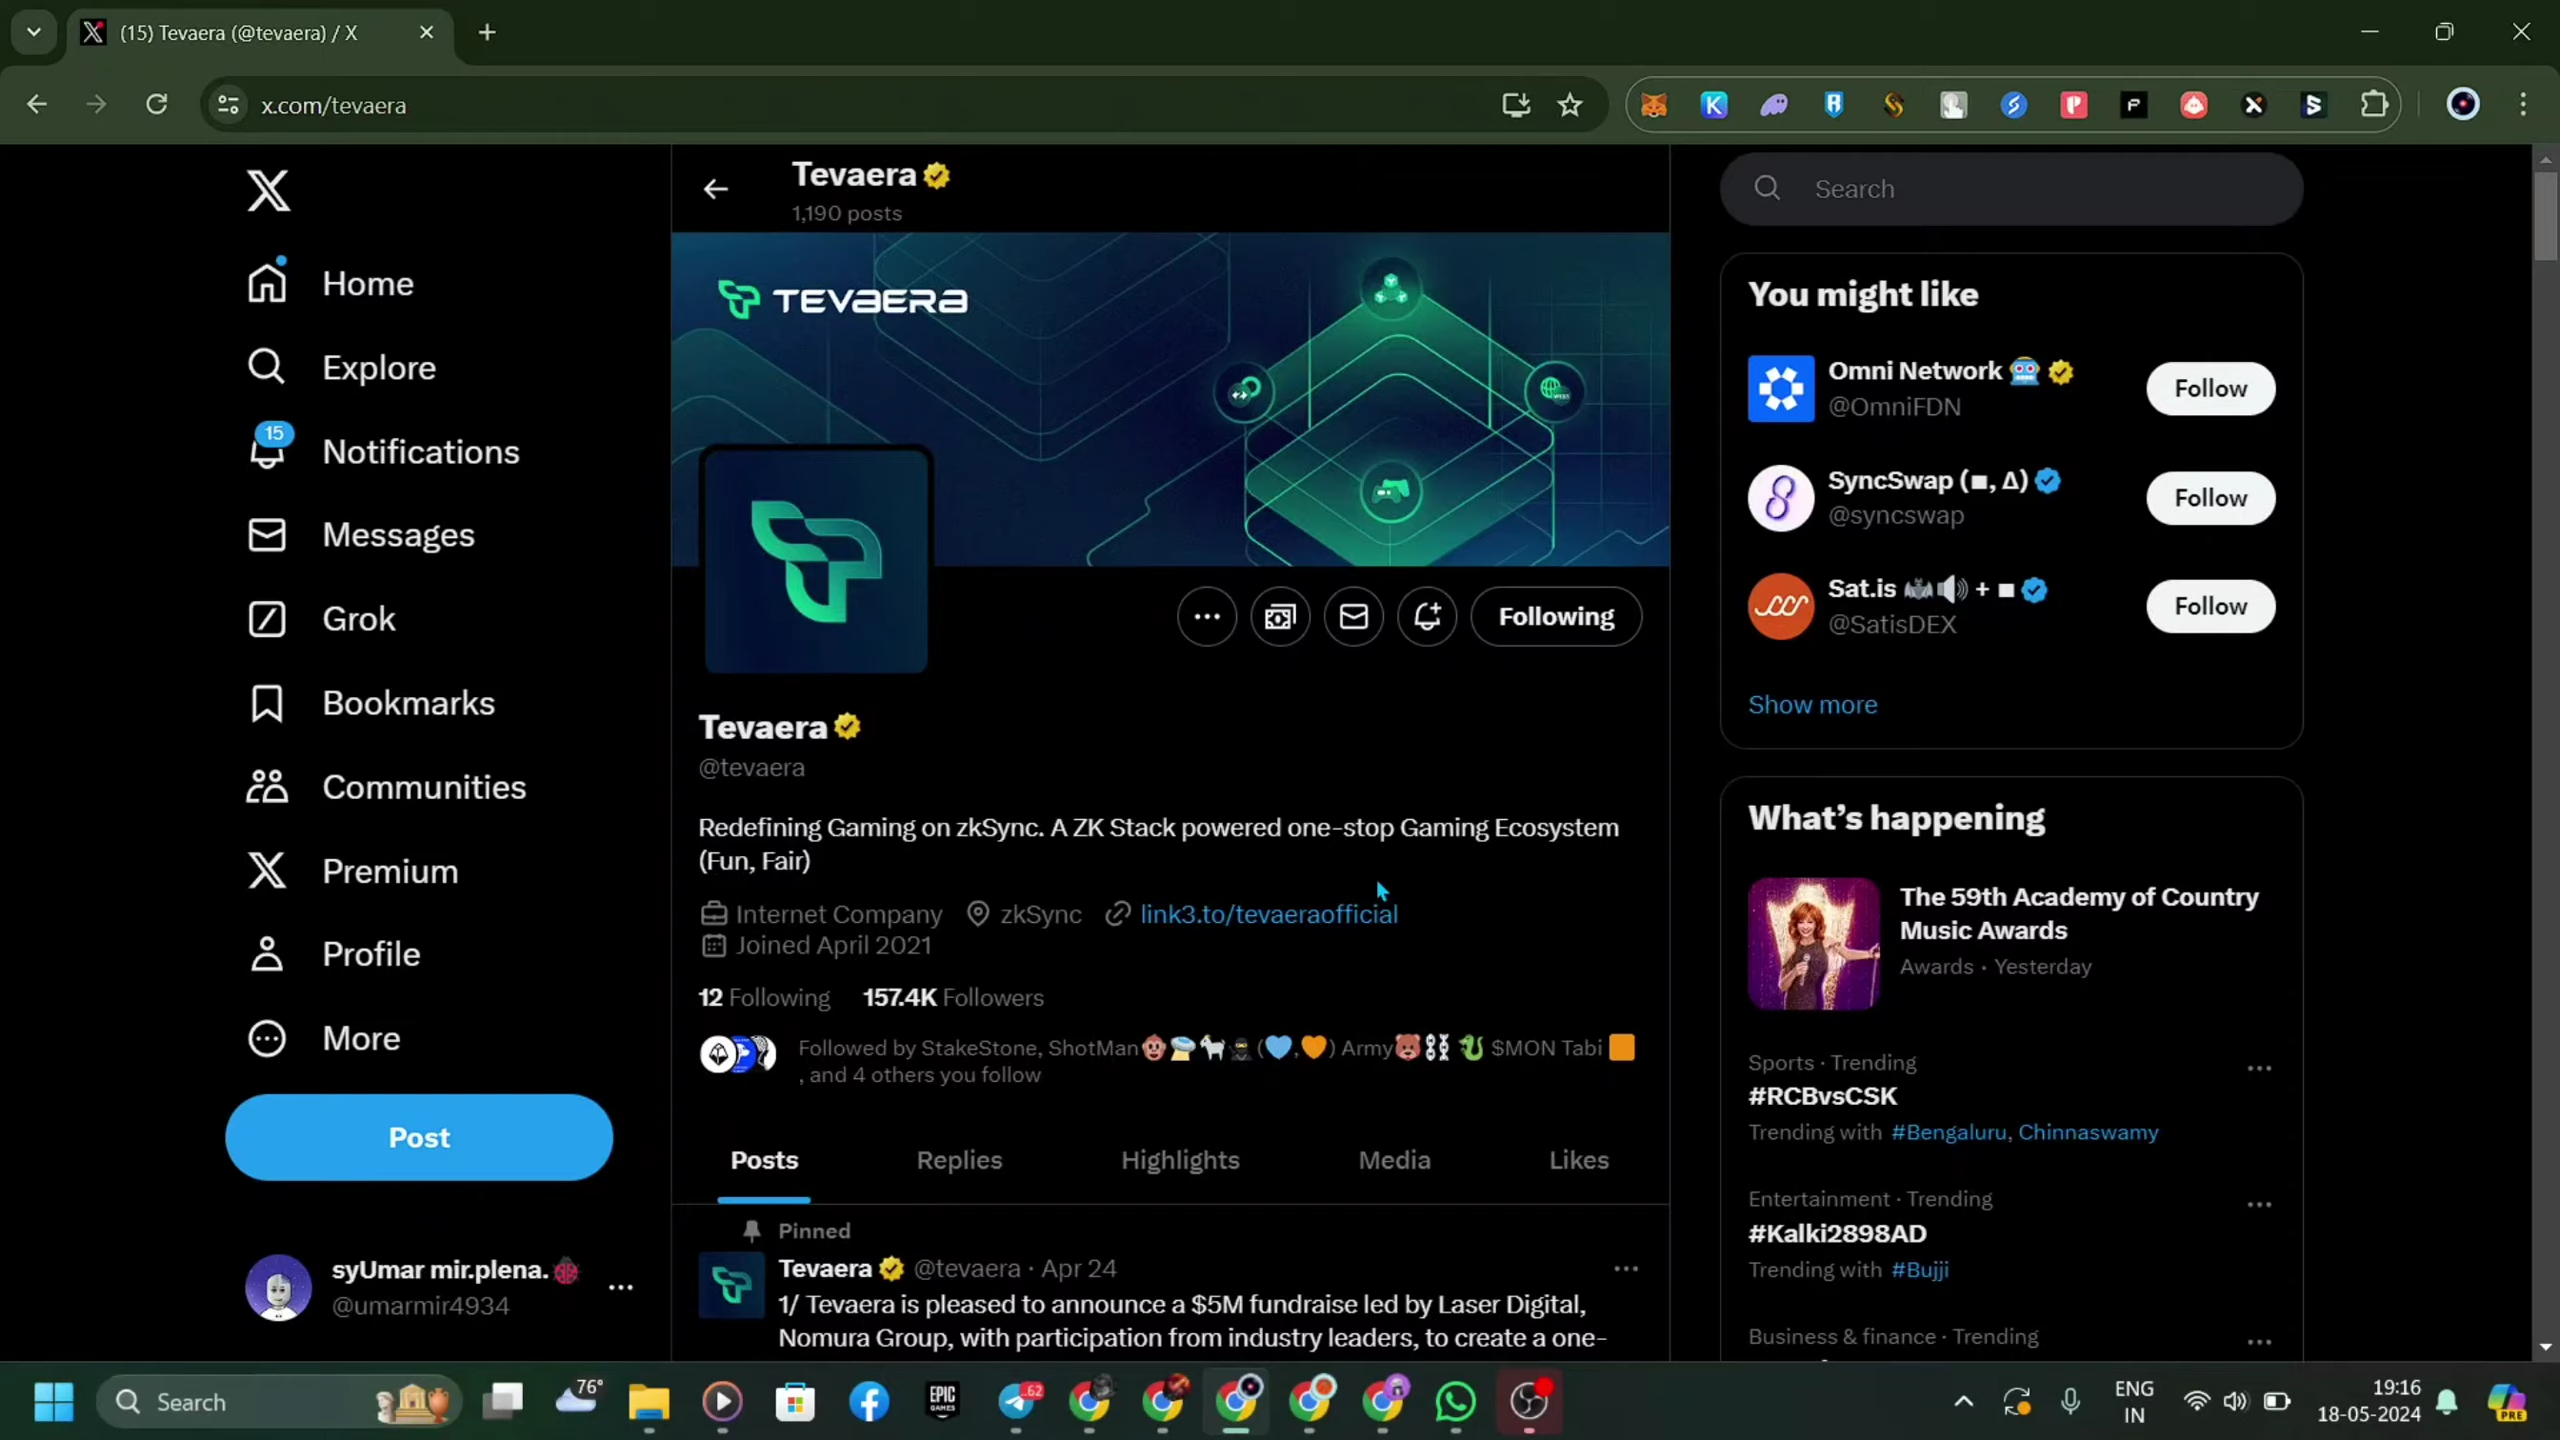 (15) Tevaera (@tevaera) / X
x.com/tevaera
Home
Explore
15
Notifications
Messages
Grok
Bookmarks
Communities
Premium
Profile
More
Post
syUmar mir.plena.🐞
@umarmir4934
Tevaera
1,190 posts
TEVAERA
Following
Tevaera
@tevaera
Redefining Gaming on zkSync. A ZK Stack powered one-stop Gaming Ecosystem
(Fun, Fair)
Internet Company zkSync link3.to/tevaeraofficial
Joined April 2021
12 Following 157.4K Followers
Followed by StakeStone, ShotMan🐵🛸🐐🥷(💙,🧡) Army🐻⛓️🐉 $MON Tabi 🟧
, and 4 others you follow
Posts Replies Highlights Media Likes
Pinned
Tevaera @tevaera · Apr 24
1/ Tevaera is pleased to announce a $5M fundraise led by Laser Digital,
Nomura Group, with participation from industry leaders, to create a one-
Search
You might like
Omni Network 🤖
@OmniFDN
Follow
SyncSwap (■, ∆)
@syncswap
Follow
Sat.is 🦇🔊 + ■
@SatisDEX
Follow
Show more
What's happening
The 59th Academy of Country
Music Awards
Awards · Yesterday
Sports · Trending
#RCBvsCSK
Trending with #Bengaluru, Chinnaswamy
Entertainment · Trending
#Kalki2898AD
Trending with #Bujji
Business & finance · Trending
Search
76°
EPIC
GAMES
62
ENG
IN
19:16
18-05-2024
PRE